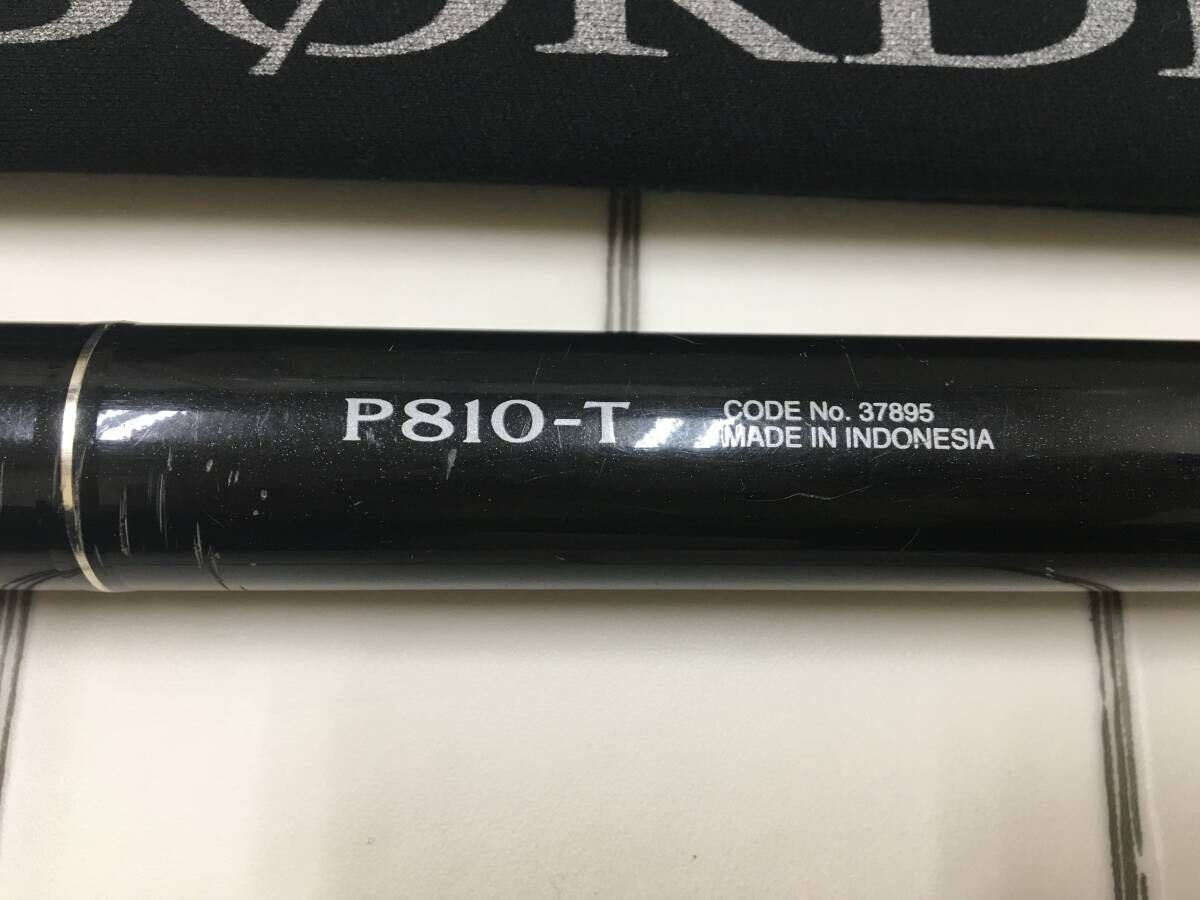 P810-T
CODE No. 37895
MADE IN INDONESIA